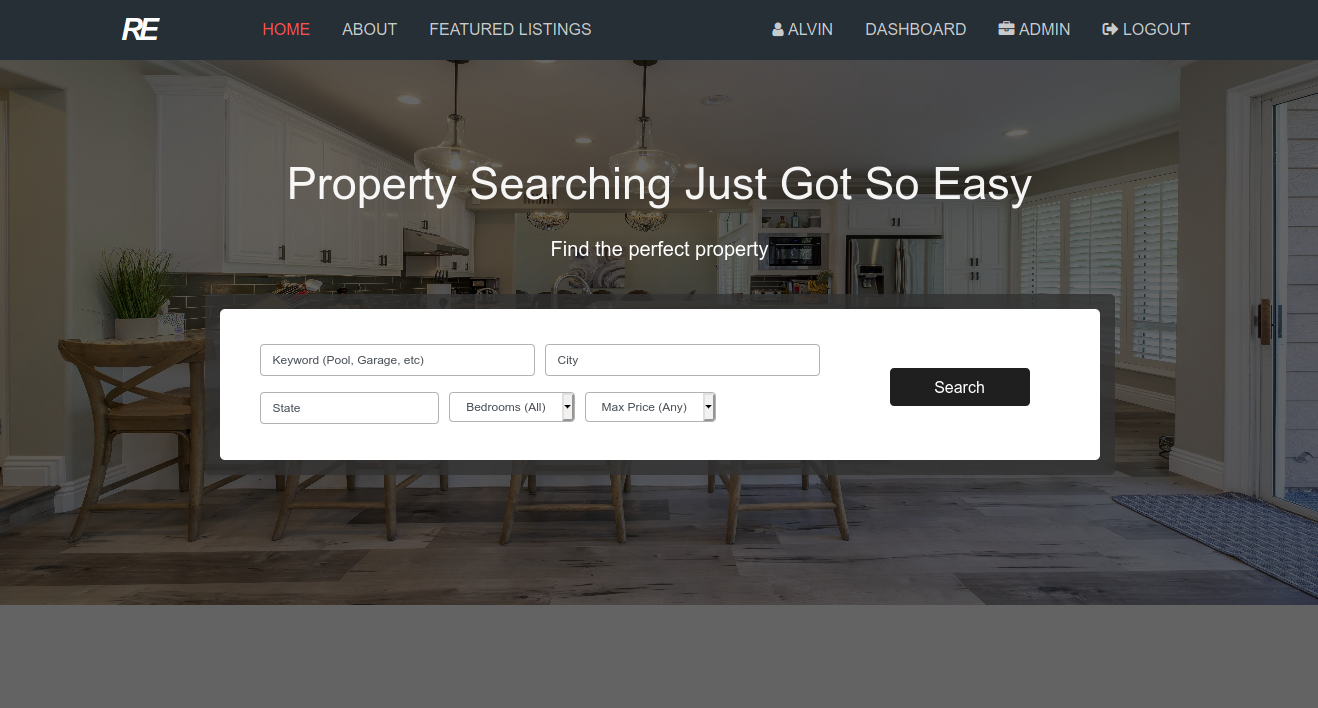 RE HOME ABOUT FEATURED LISTINGS ALVIN DASHBOARD ADMIN LOGOUT
Property Searching Just Got So Easy
Find the perfect property
Keyword (Pool, Garage, etc) City
Search
State Bedrooms (All) Max Price (Any)